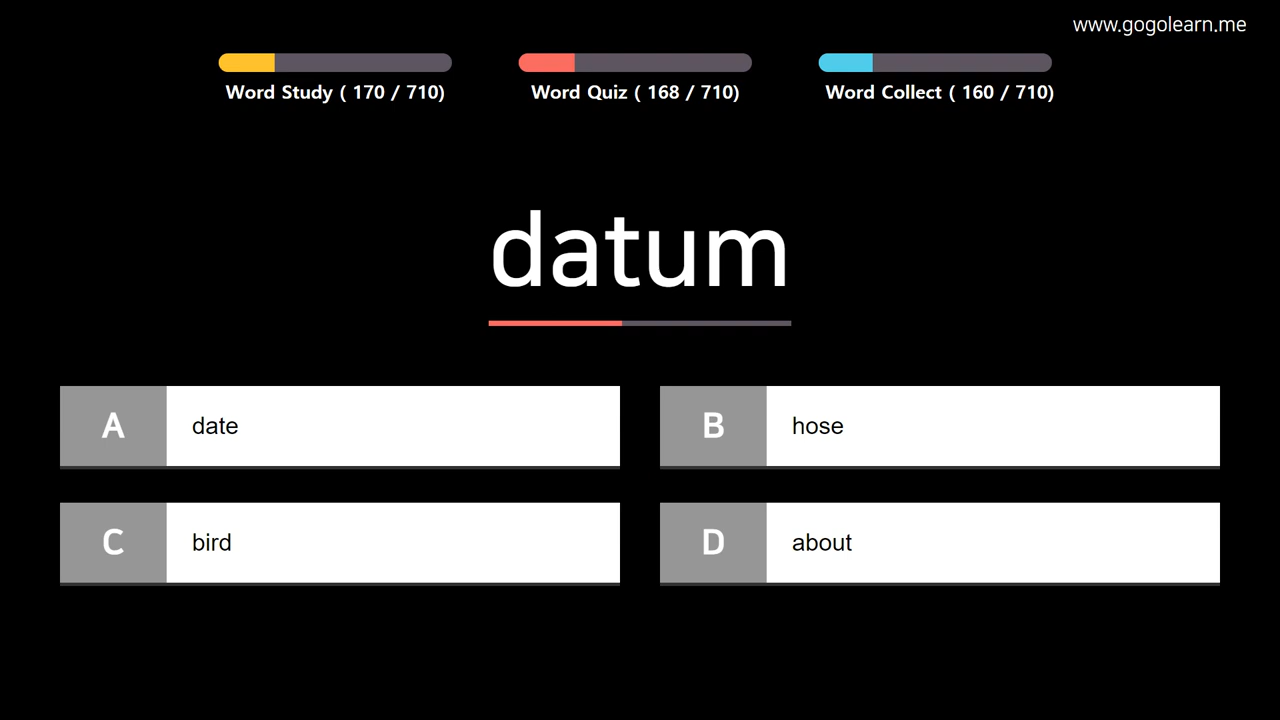 www.gogolearn.me
Word Study ( 170 / 710)
Word Quiz ( 168 / 710)
Word Collect ( 160 / 710)
datum
A date
B hose
C bird
D about